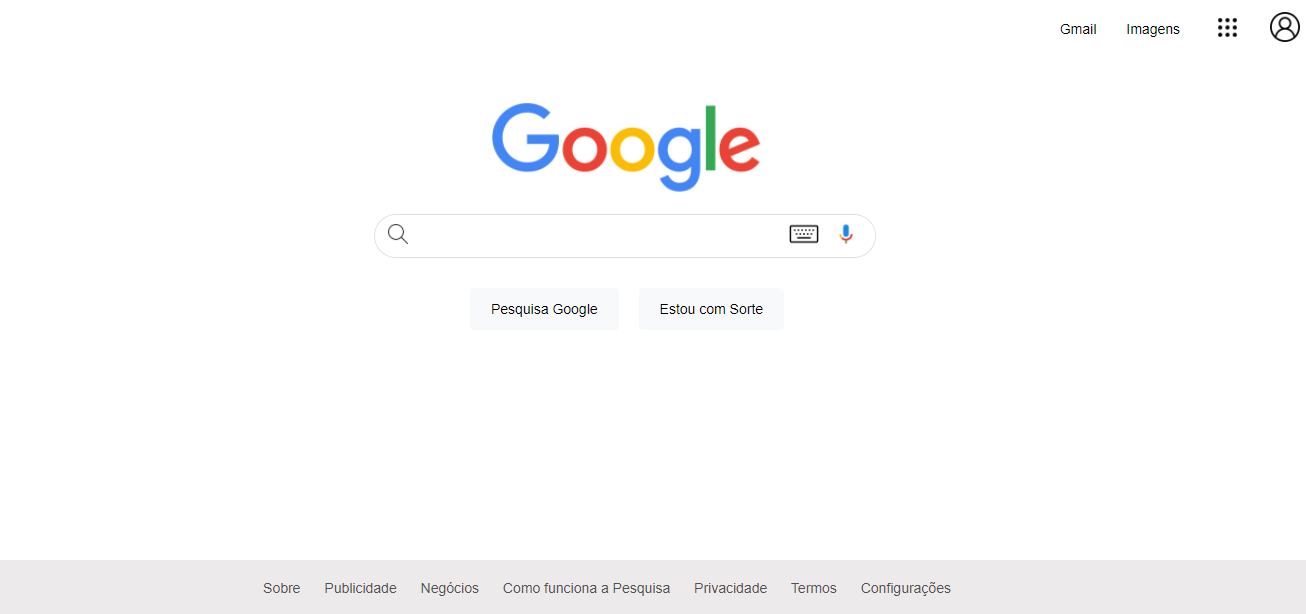 Gmail Imagens
Google
Pesquisa Google Estou com Sorte
Sobre Publicidade Negócios Como funciona a Pesquisa Privacidade Termos Configurações